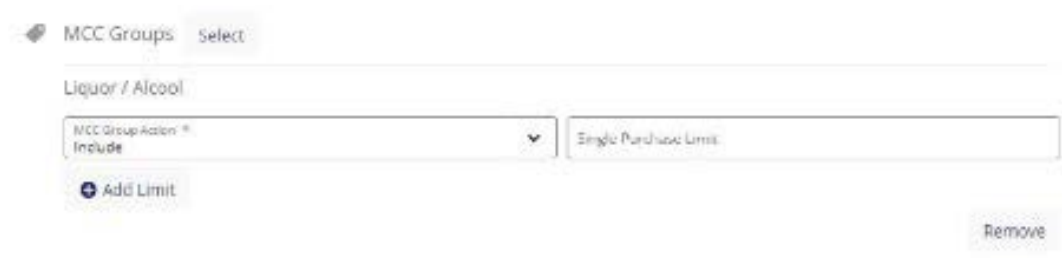 MCC Groups Select
Liquor / Alcool
MCC Group Action *
Include
Single Purchase Limit
Add Limit
Remove